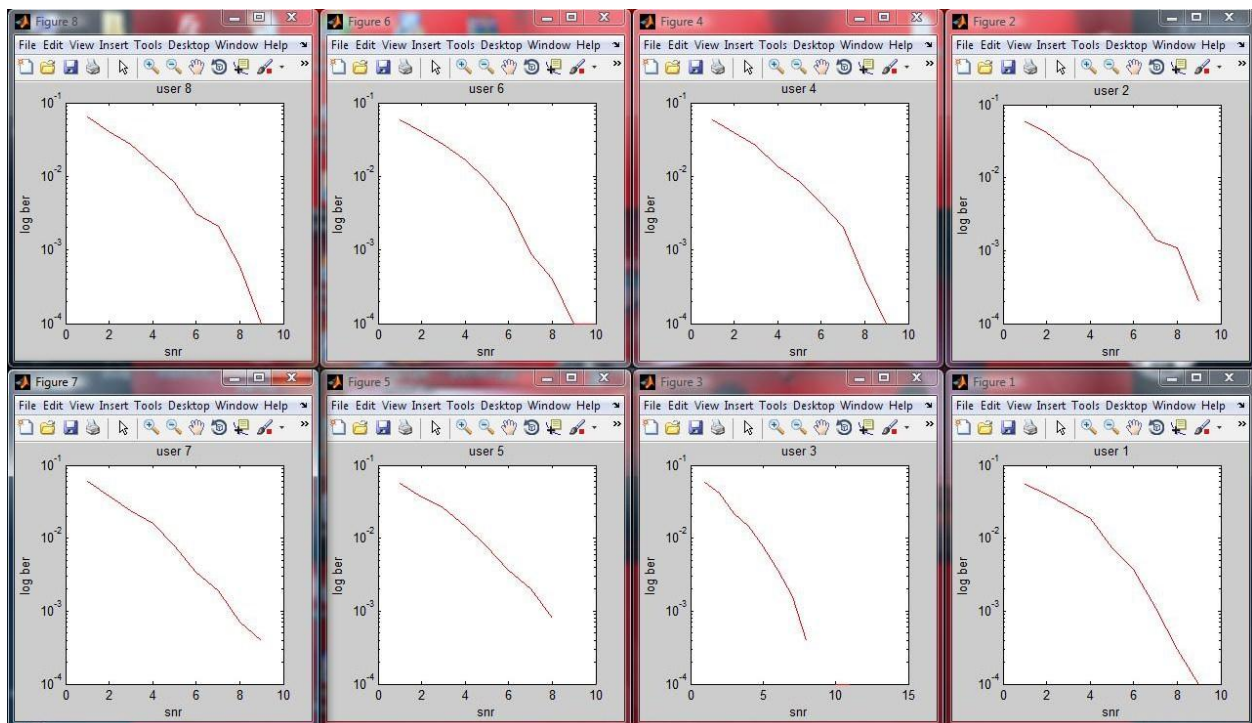 Figure 8
File Edit View Insert Tools Desktop Window Help
user 8
log ber
10^-1
10^-2
10^-3
10^-4
0 2 4 6 8 10
snr
Figure 6
File Edit View Insert Tools Desktop Window Help
user 6
log ber
10^-1
10^-2
10^-3
10^-4
0 2 4 6 8 10
snr
Figure 4
File Edit View Insert Tools Desktop Window Help
user 4
log ber
10^-1
10^-2
10^-3
10^-4
0 2 4 6 8 10
snr
Figure 2
File Edit View Insert Tools Desktop Window Help
user 2
log ber
10^-1
10^-2
10^-3
10^-4
0 2 4 6 8 10
snr
Figure 7
File Edit View Insert Tools Desktop Window Help
user 7
log ber
10^-1
10^-2
10^-3
10^-4
0 2 4 6 8 10
snr
Figure 5
File Edit View Insert Tools Desktop Window Help
user 5
log ber
10^-1
10^-2
10^-3
10^-4
0 2 4 6 8 10
snr
Figure 3
File Edit View Insert Tools Desktop Window Help
user 3
log ber
10^-1
10^-2
10^-3
10^-4
0 5 10 15
snr
Figure 1
File Edit View Insert Tools Desktop Window Help
user 1
log ber
10^-1
10^-2
10^-3
10^-4
0 2 4 6 8 10
snr